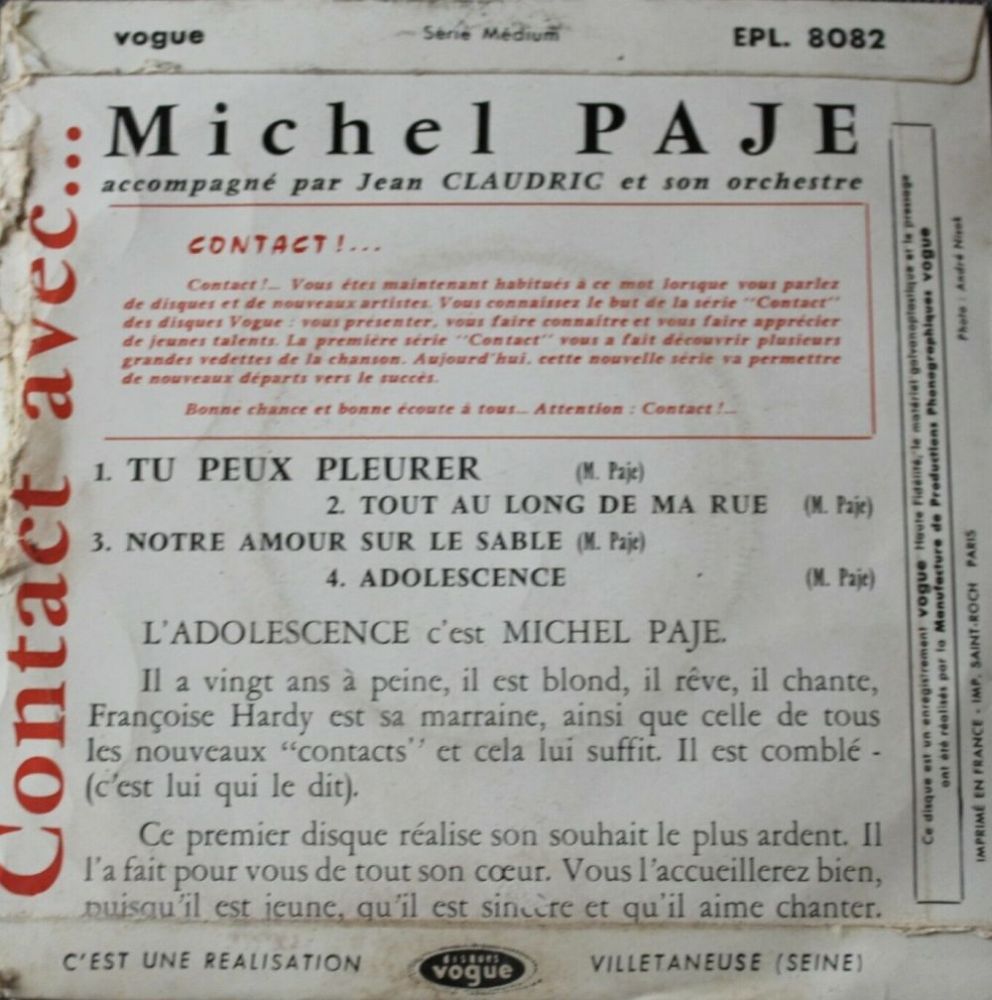 vogue Série Médium EPL. 8082
Contact avec...
Michel PAJE
accompagné par Jean CLAUDRIC et son orchestre
CONTACT !...
Contact !... Vous êtes maintenant habitués à ce mot lorsque vous parlez
de disques et de nouveaux artistes. Vous connaissez le but de la série "Contact"
des disques Vogue : vous présenter, vous faire connaître et vous faire apprécier
de jeunes talents. La première série "Contact" vous a fait découvrir plusieurs
grandes vedettes de la chanson. Aujourd'hui, cette nouvelle série va permettre
de nouveaux départs vers le succès.
Bonne chance et bonne écoute à tous... Attention : Contact !...
1. TU PEUX PLEURER (M. Paje)
2. TOUT AU LONG DE MA RUE (M. Paje)
3. NOTRE AMOUR SUR LE SABLE (M. Paje)
4. ADOLESCENCE (M. Paje)
L'ADOLESCENCE c'est MICHEL PAJE.
Il a vingt ans à peine, il est blond, il rêve, il chante,
Françoise Hardy est sa marraine, ainsi que celle de tous
les nouveaux "contacts" et cela lui suffit. Il est comblé -
(c'est lui qui le dit).
Ce premier disque réalise son souhait le plus ardent. Il
l'a fait pour vous de tout son cœur. Vous l'accueillerez bien,
puisqu'il est jeune, qu'il est sincère et qu'il aime chanter.
Ce disque est un enregistrement vogue Haute Fidélité, le matériel galvanoplastique et le pressage
ont été réalisés par la Manufacture de Productions Phonographiques vogue
Photo : André Nisak
IMPRIMÉ EN FRANCE - IMP. SAINT-ROCH PARIS
C'EST UNE REALISATION disques vogue VILLETANEUSE (SEINE)